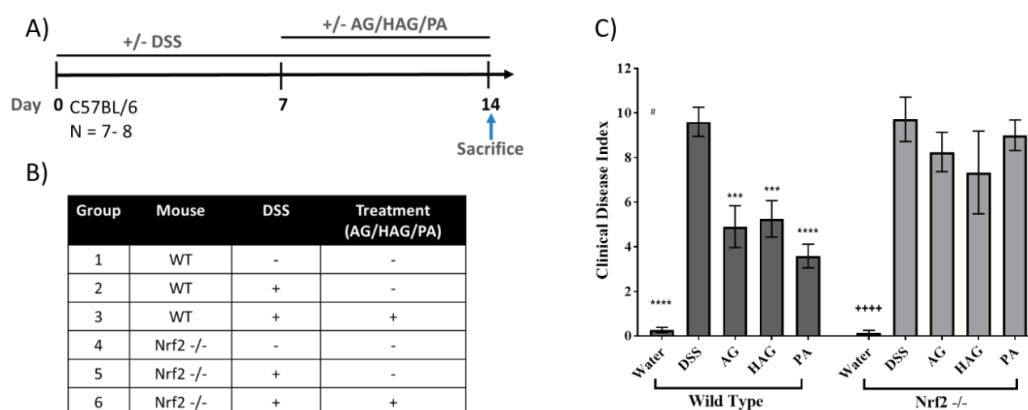 A)
+/- DSS
+/- AG/HAG/PA
Day 0 7 14
C57BL/6
N = 7- 8
Sacrifice
B)
Group Mouse DSS Treatment (AG/HAG/PA)
1 WT - -
2 WT + -
3 WT + +
4 Nrf2 -/- - -
5 Nrf2 -/- + -
6 Nrf2 -/- + +
C)
Clinical Disease Index
12
10
8
6
4
2
0
#
**** *** *** **** ++++
Water DSS AG HAG PA Water DSS AG HAG PA
Wild Type Nrf2 -/-